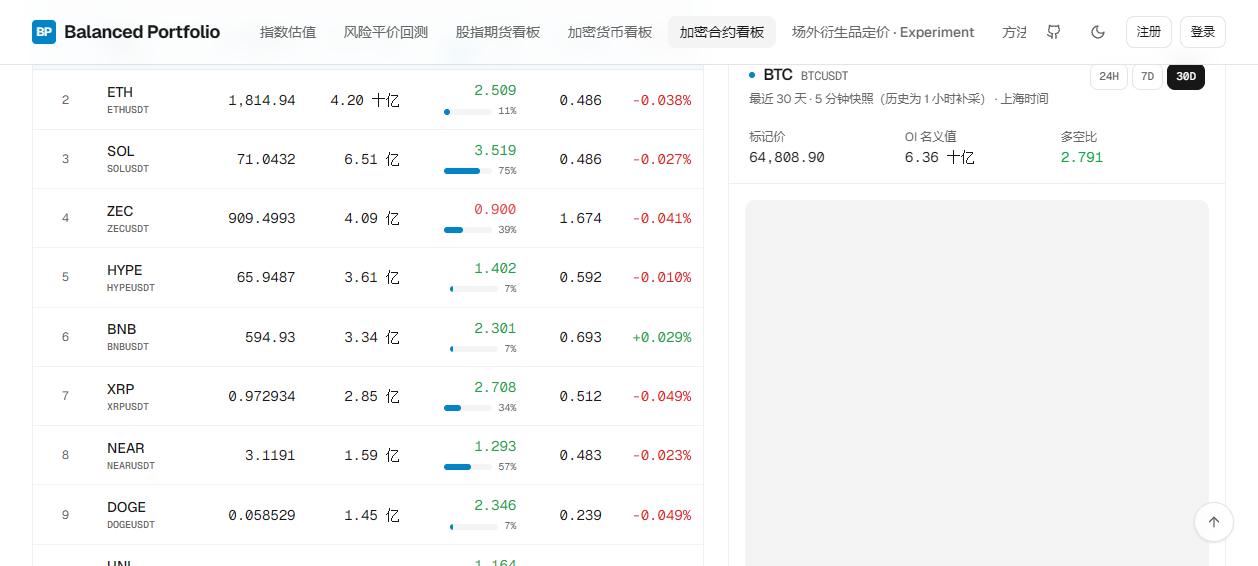 BP Balanced Portfolio 指数估值 风险平价回测 股指期货看板 加密货币看板 加密合约看板 场外衍生品定价 · Experiment 方法 注册 登录
2 ETH ETHUSDT 1,814.94 4.20 十亿 2.509 11% 0.486 -0.038%
3 SOL SOLUSDT 71.0432 6.51 亿 3.519 75% 0.486 -0.027%
4 ZEC ZECUSDT 909.4993 4.09 亿 0.900 39% 1.674 -0.041%
5 HYPE HYPEUSDT 65.9487 3.61 亿 1.402 7% 0.592 -0.010%
6 BNB BNBUSDT 594.93 3.34 亿 2.301 7% 0.693 +0.029%
7 XRP XRPUSDT 0.972934 2.85 亿 2.708 34% 0.512 -0.049%
8 NEAR NEARUSDT 3.1191 1.59 亿 1.293 57% 0.483 -0.023%
9 DOGE DOGEUSDT 0.058529 1.45 亿 2.346 7% 0.239 -0.049%
UNI 1.164
BTC BTCUSDT 24H 7D 30D
最近 30 天 · 5 分钟快照（历史为 1 小时补采） · 上海时间
标记价 OI 名义值 多空比
64,808.90 6.36 十亿 2.791